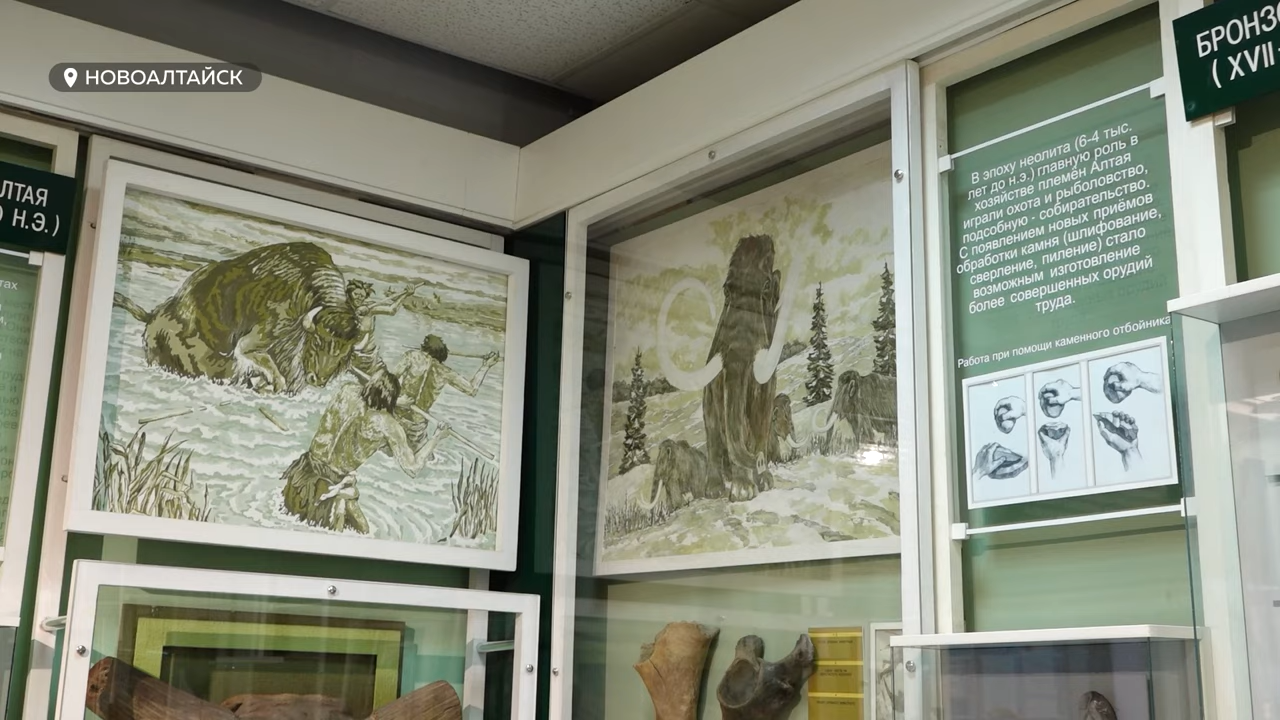 НОВОАЛТАЙСК
ЛТАЯ
Н.Э.)
В эпоху неолита (6-4 тыс.
лет до н.э.) главную роль в
хозяйстве племён Алтая
играли охота и рыболовство,
подсобную - собирательство.
С появлением новых приёмов
обработки камня (шлифование,
сверление, пиление) стало
возможным изготовление
более совершенных орудий
труда.
Работа при помощи каменного отбойника
БРОНЗО
( XVII-